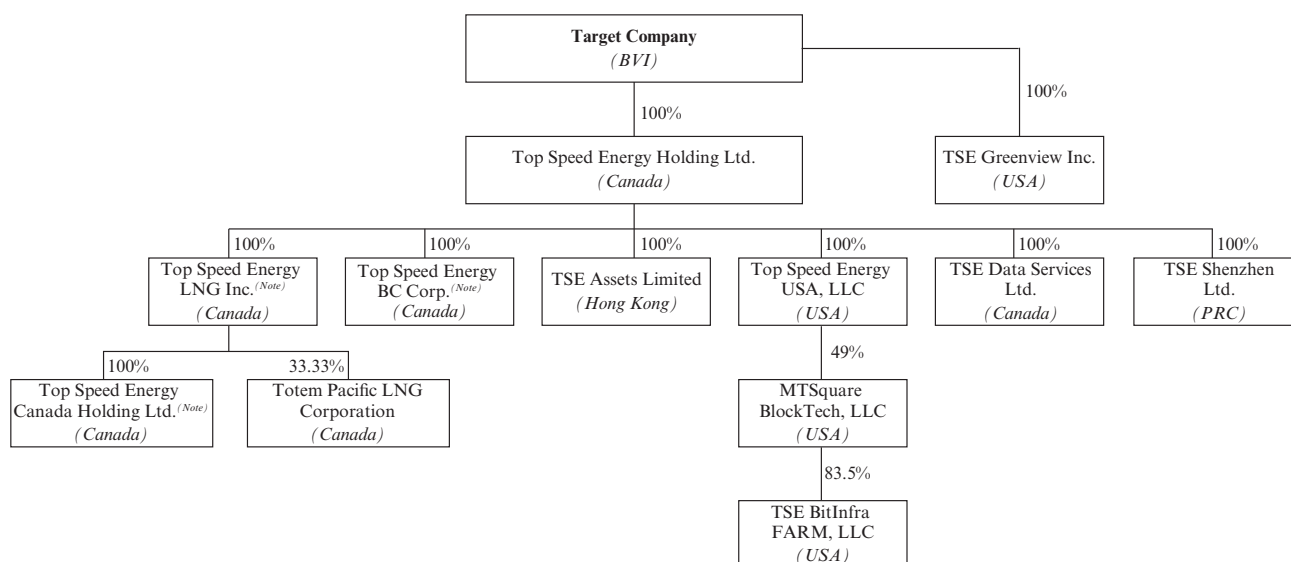 Target Company
(BVI)
100%
100%
Top Speed Energy Holding Ltd.
(Canada)
TSE Greenview Inc.
(USA)
100%
100%
100%
100%
100%
100%
Top Speed Energy
LNG Inc.(Note)
(Canada)
Top Speed Energy
BC Corp.(Note)
(Canada)
TSE Assets Limited
(Hong Kong)
Top Speed Energy
USA, LLC
(USA)
TSE Data Services
Ltd.
(Canada)
TSE Shenzhen
Ltd.
(PRC)
100%
33.33%
49%
Top Speed Energy
Canada Holding Ltd.(Note)
(Canada)
Totem Pacific LNG
Corporation
(Canada)
MTSquare
BlockTech, LLC
(USA)
83.5%
TSE BitInfra
FARM, LLC
(USA)